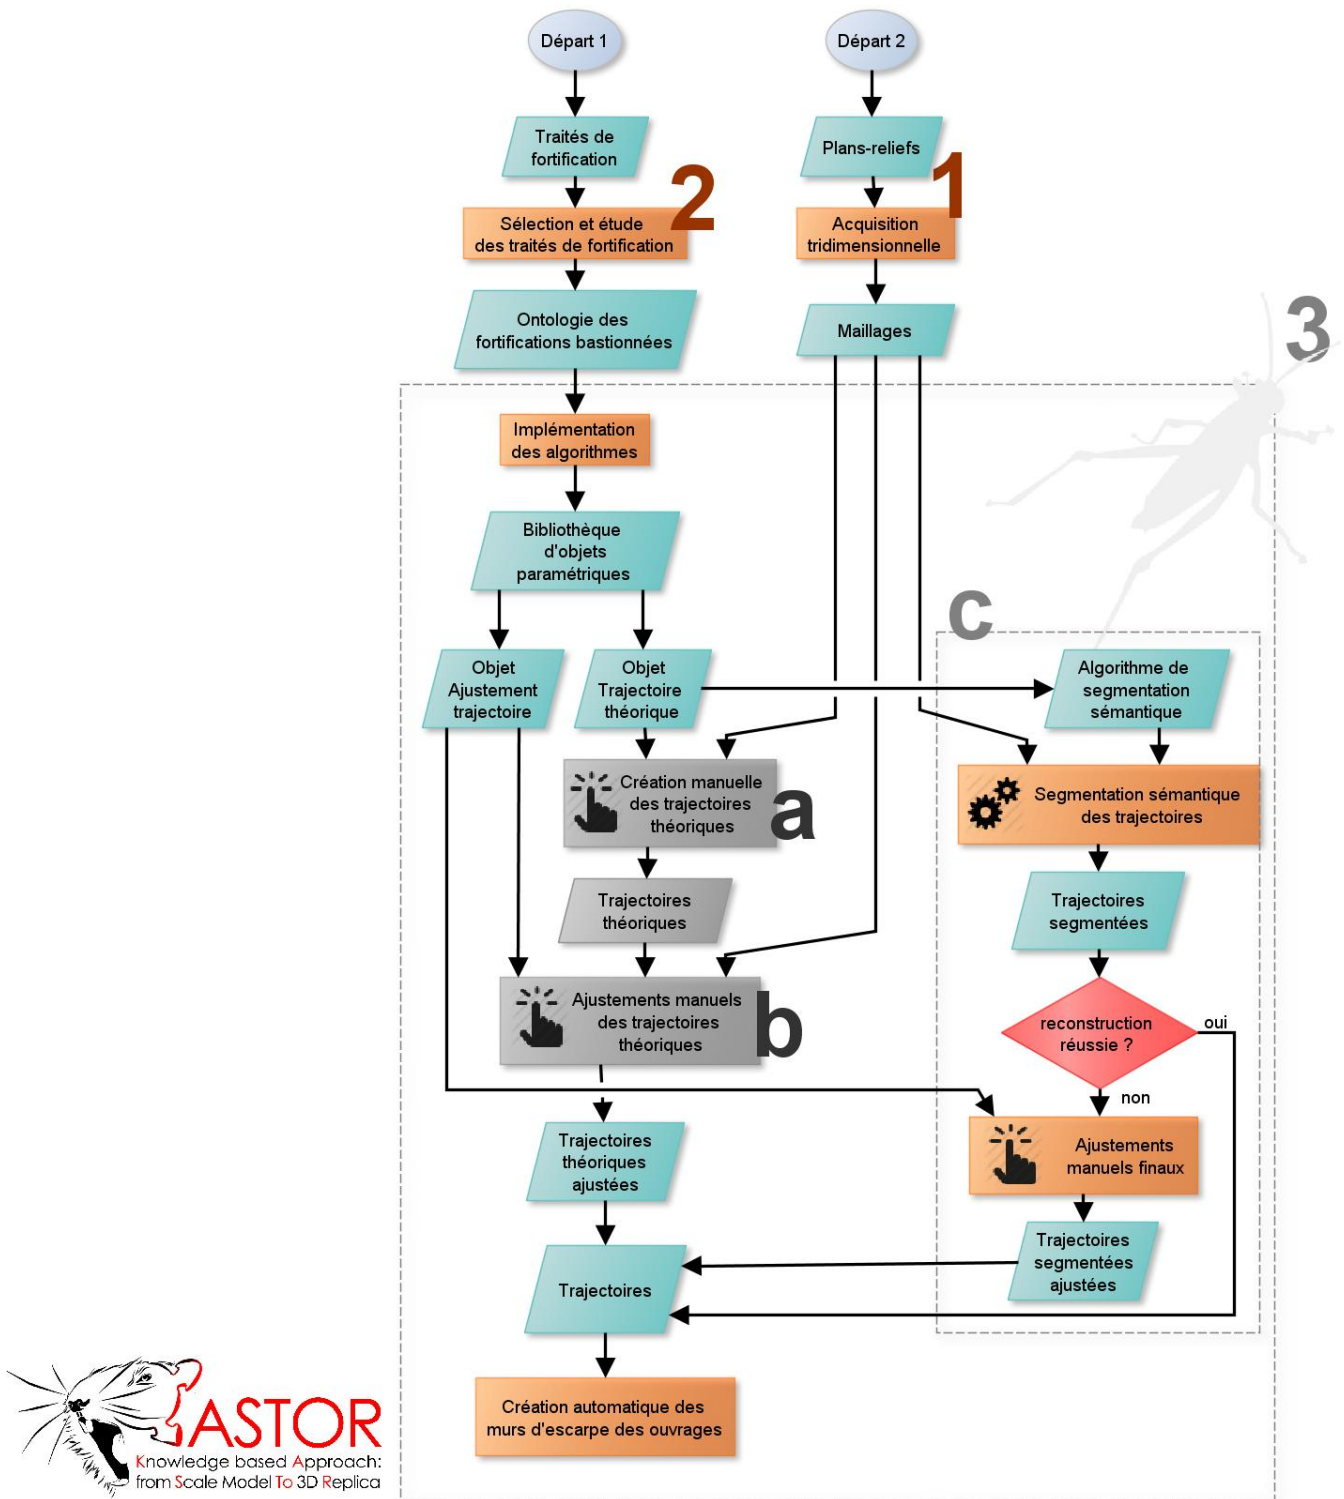 Départ 1
Départ 2
Traités de
fortification
Plans-reliefs
2
1
Sélection et étude
des traités de fortification
Acquisition
tridimensionnelle
Ontologie des
fortifications bastionnées
Maillages
3
Implémentation
des algorithmes
Bibliothèque
d'objets
paramétriques
c
Objet
Ajustement
trajectoire
Objet
Trajectoire
théorique
Algorithme de
segmentation
sémantique
Création manuelle
des trajectoires
théoriques
a
Segmentation sémantique
des trajectoires
Trajectoires
théoriques
Trajectoires
segmentées
Ajustements manuels
des trajectoires
théoriques
b
reconstruction
réussie ?
oui
non
Ajustements
manuels finaux
Trajectoires
théoriques
ajustées
Trajectoires
segmentées
ajustées
Trajectoires
Création automatique des
murs d'escarpe des ouvrages
ASTOR
Knowledge based Approach:
from Scale Model To 3D Replica